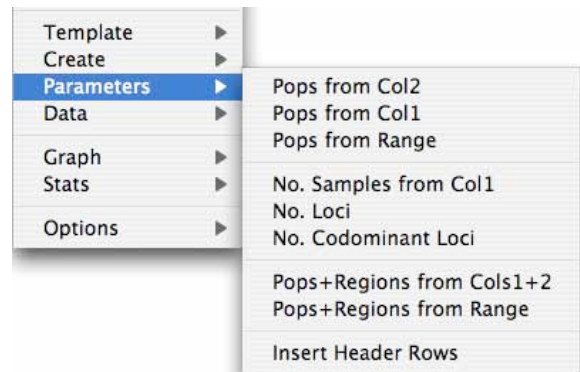 Template
Create
Parameters
Data
Graph
Stats
Options
Pops from Col2
Pops from Col1
Pops from Range
No. Samples from Col1
No. Loci
No. Codominant Loci
Pops+Regions from Cols1+2
Pops+Regions from Range
Insert Header Rows